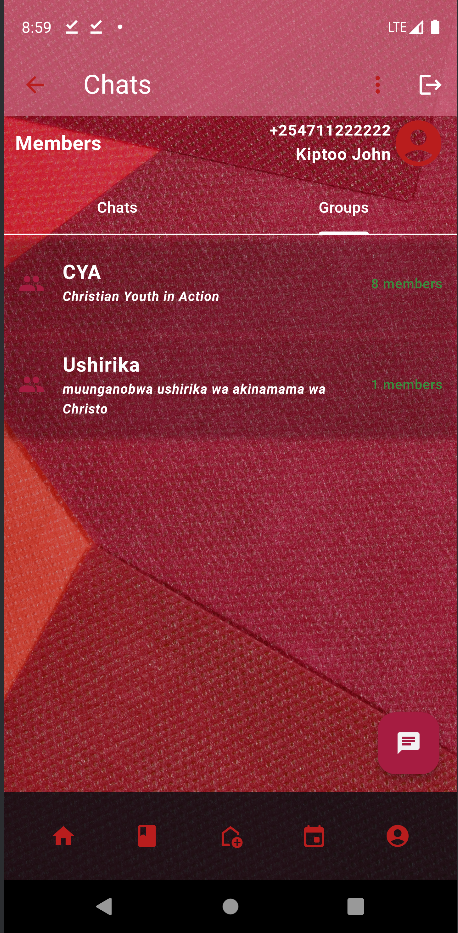 8:59
LTE
Chats
Members
+254711222222
Kiptoo John
Chats
Groups
CYA
Christian Youth in Action
8 members
Ushirika
muunganobwa ushirika wa akinamama wa
Christo
1 members